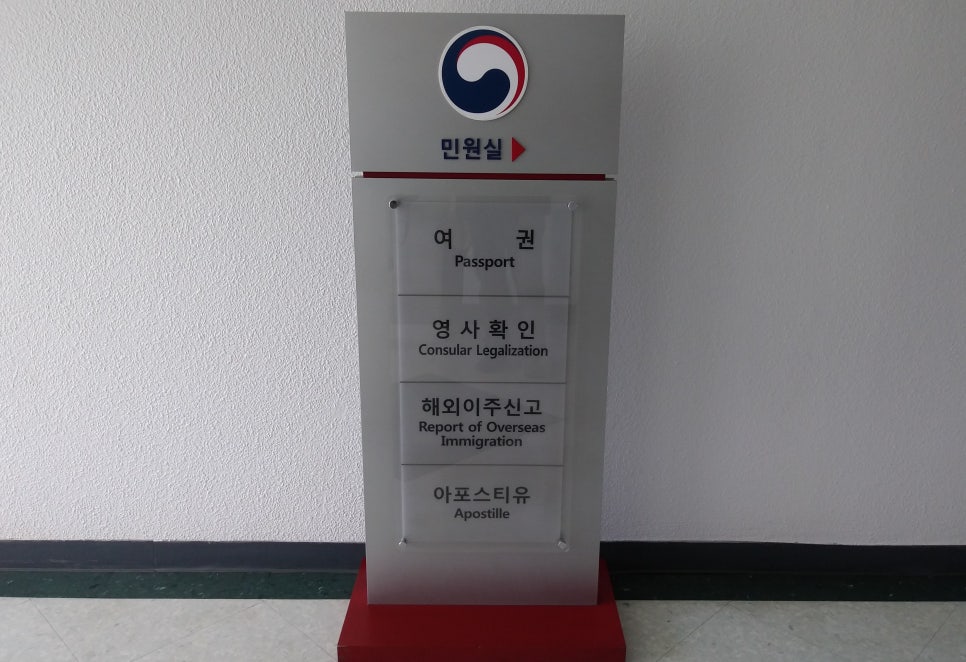 민원실
여 권
Passport
영 사 확 인
Consular Legalization
해외이주신고
Report of Overseas
Immigration
아포스티유
Apostille